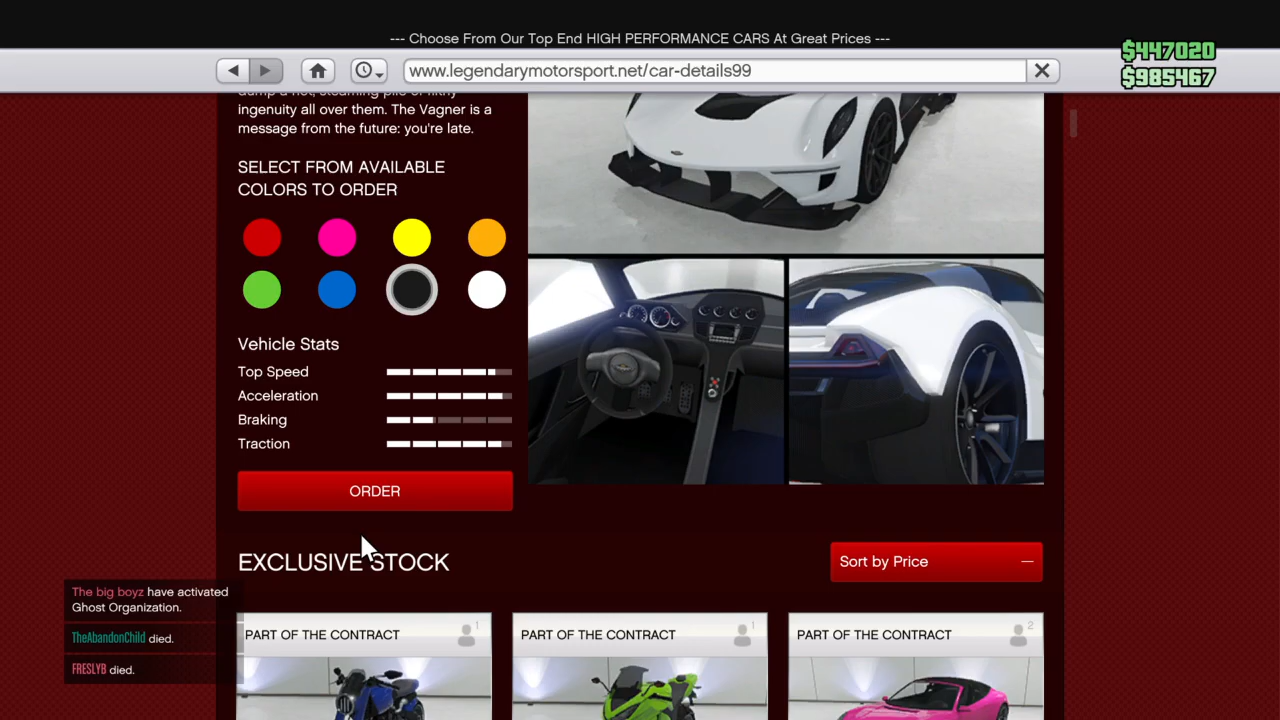 --- Choose From Our Top End HIGH PERFORMANCE CARS At Great Prices ---
www.legendarymotorsport.net/car-details99
$447020
$985467
ingenuity all over them. The Vagner is a
message from the future: you're late.
SELECT FROM AVAILABLE
COLORS TO ORDER
Vehicle Stats
Top Speed
Acceleration
Braking
Traction
ORDER
EXCLUSIVE STOCK
Sort by Price
The big boyz have activated
Ghost Organization.
TheAbandonChild died.
FRESLYB died.
PART OF THE CONTRACT
1
PART OF THE CONTRACT
1
PART OF THE CONTRACT
2